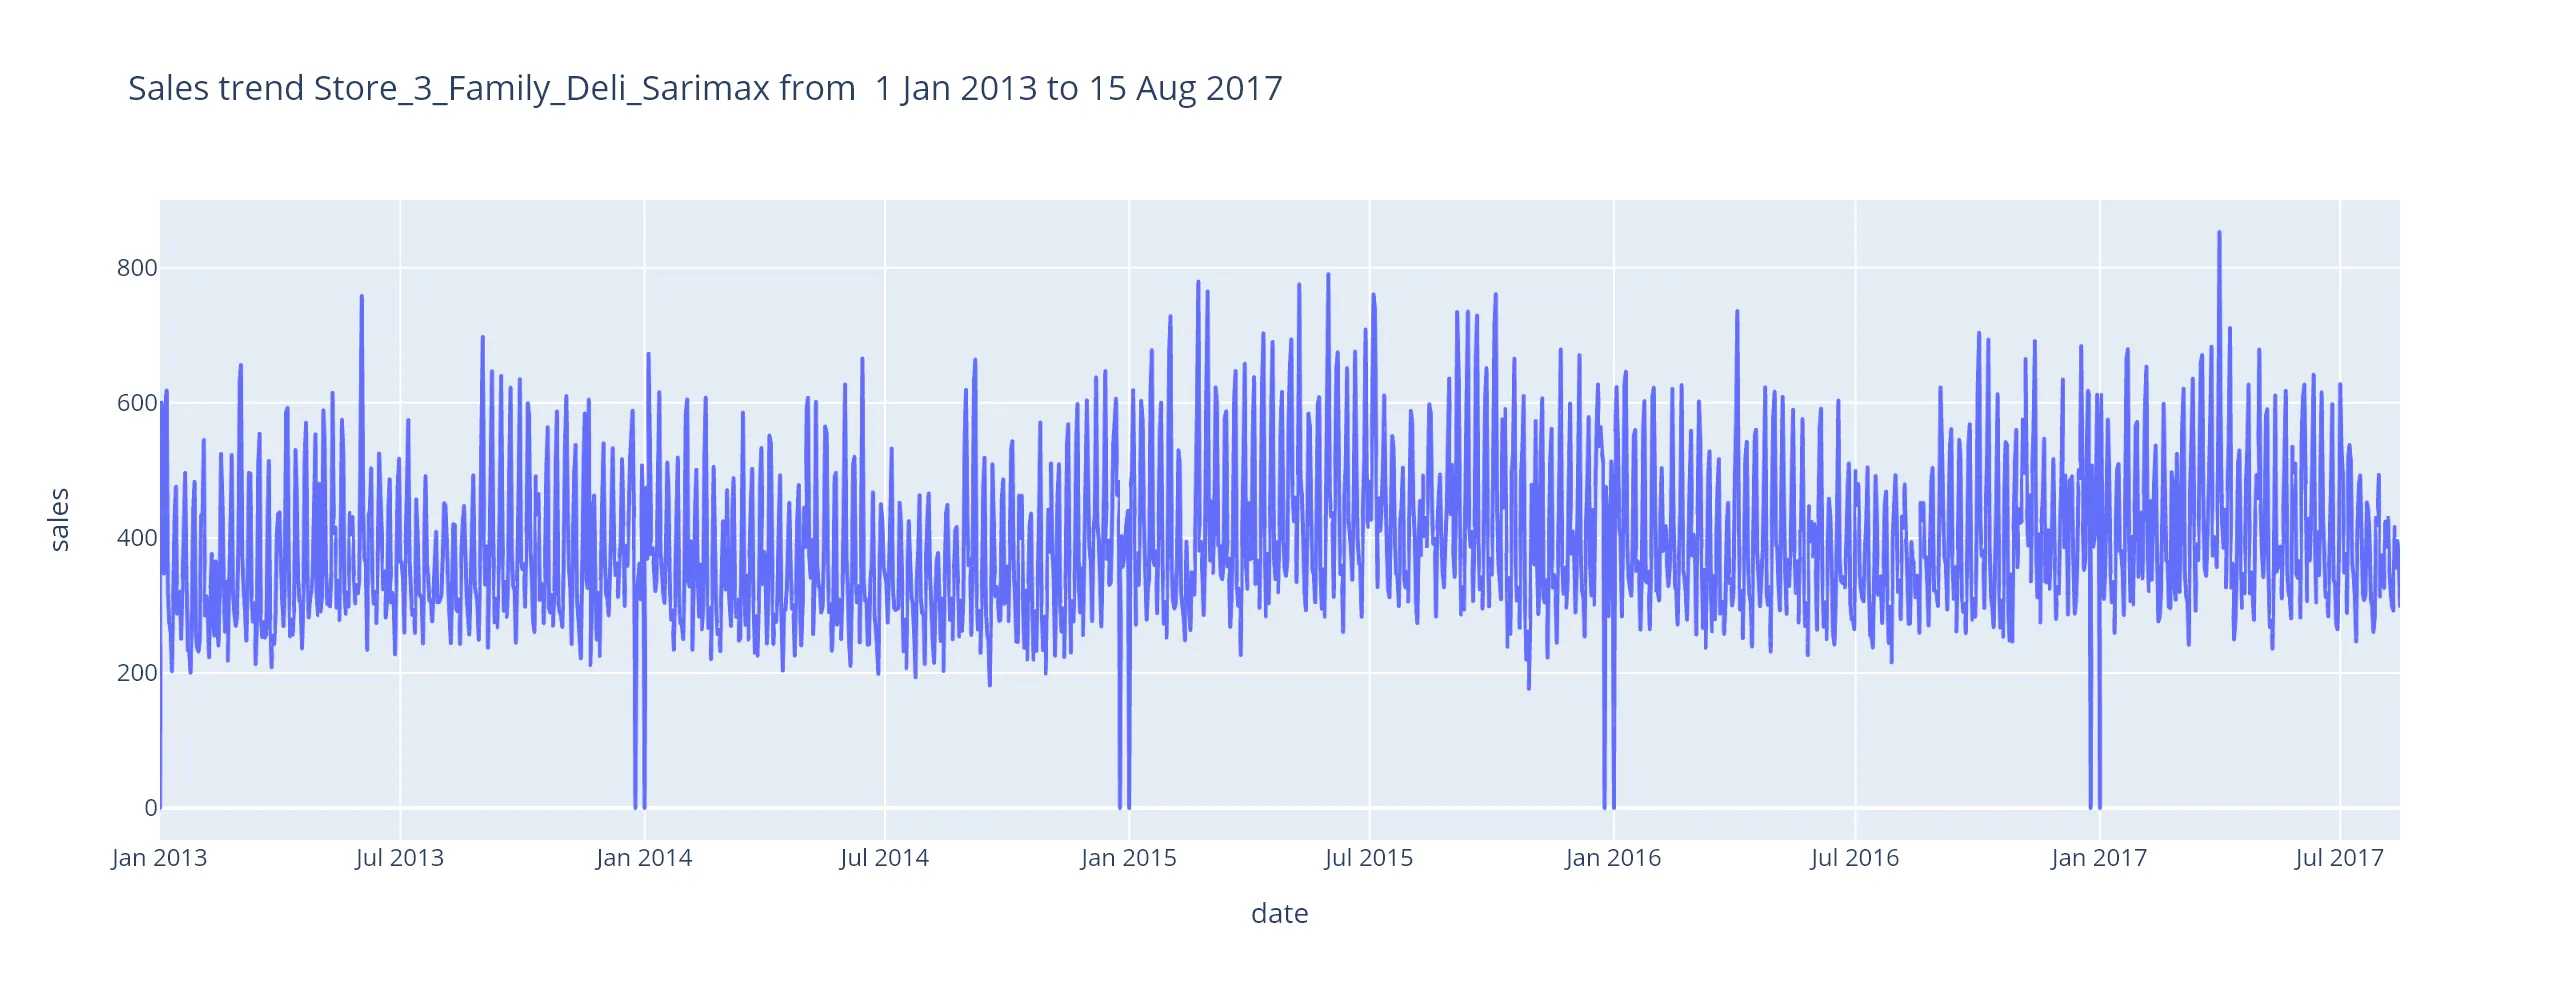 Sales trend Store_3_Family_Deli_Sarimax from  1 Jan 2013 to 15 Aug 2017
800
600
400
200
0
sales
Jan 2013
Jul 2013
Jan 2014
Jul 2014
Jan 2015
Jul 2015
Jan 2016
Jul 2016
Jan 2017
Jul 2017
date